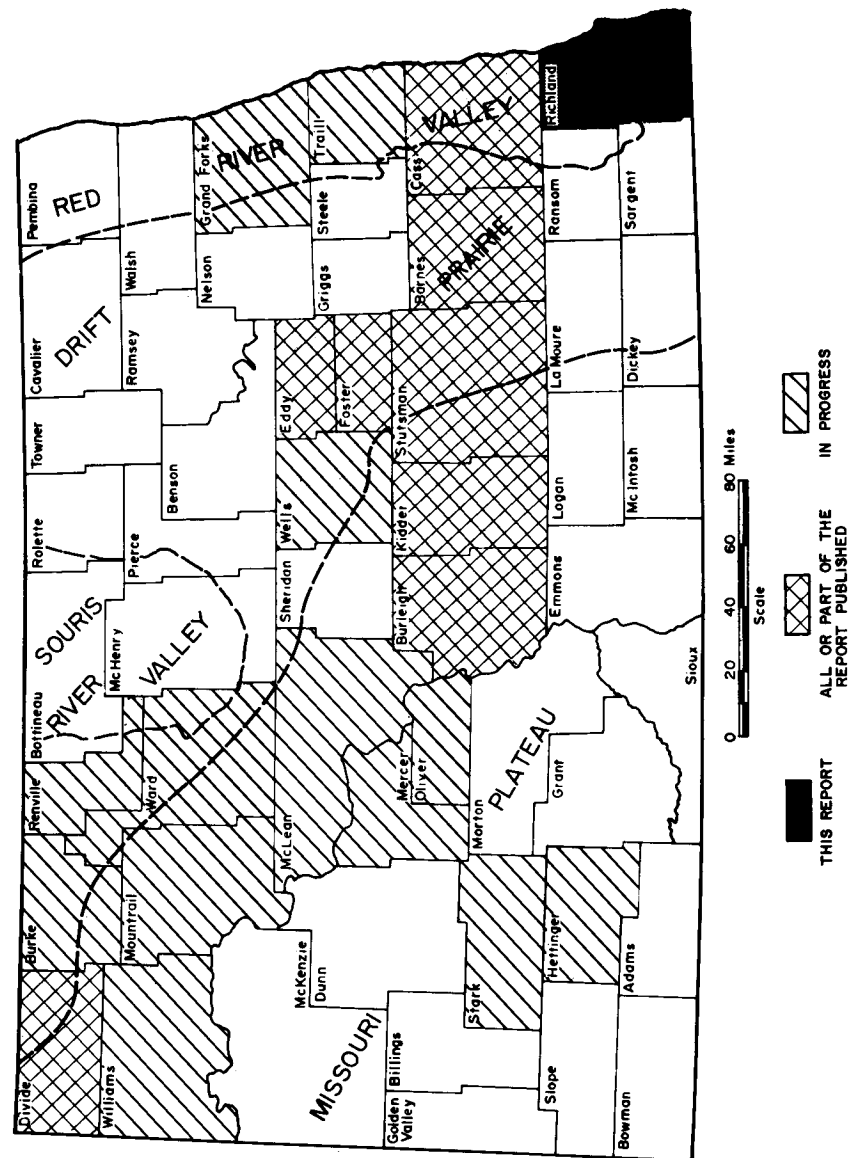 Divide
Burke
Renville
Bottineau
Rolette
Towner
Cavalier
Pembina
SOURIS
RIVER
VALLEY
DRIFT
RED
Williams
Mountrail
Ward
McHenry
Pierce
Benson
Ramsey
Walsh
Nelson
Grand Forks
RIVER
McKenzie
Dunn
McLean
Mercer
Oliver
Sheridan
Wells
Eddy
Foster
Griggs
Steele
Traill
MISSOURI
Golden
Valley
Billings
Stark
Morton
PLATEAU
Burleigh
Kidder
Stutsman
Barnes
PRAIRIE
Cass
VALLEY
Slope
Hettinger
Grant
Bowman
Adams
Sioux
Emmons
Logan
McIntosh
La Moure
Dickey
Ransom
Sargent
Richland
0 20 40 60 80 Miles
Scale
THIS REPORT
ALL OR PART OF THE
REPORT PUBLISHED
IN PROGRESS